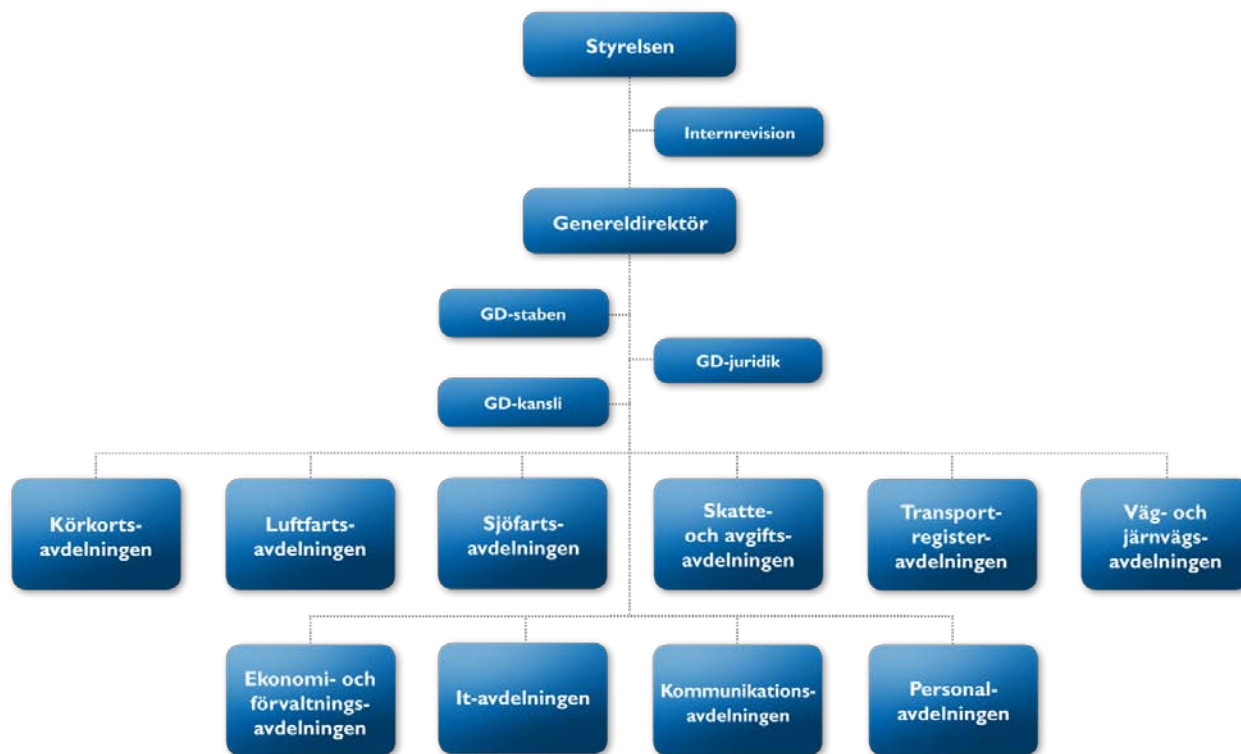 Styrelsen
Internrevision
Genereldirektör
GD-staben
GD-juridik
GD-kansli
Körkorts-
avdelningen
Luftfarts-
avdelningen
Sjöfarts-
avdelningen
Skatte-
och avgifts-
avdelningen
Transport-
register-
avdelningen
Väg- och
järnvägs-
avdelningen
Ekonomi- och
förvaltnings-
avdelningen
It-avdelningen
Kommunikations-
avdelningen
Personal-
avdelningen